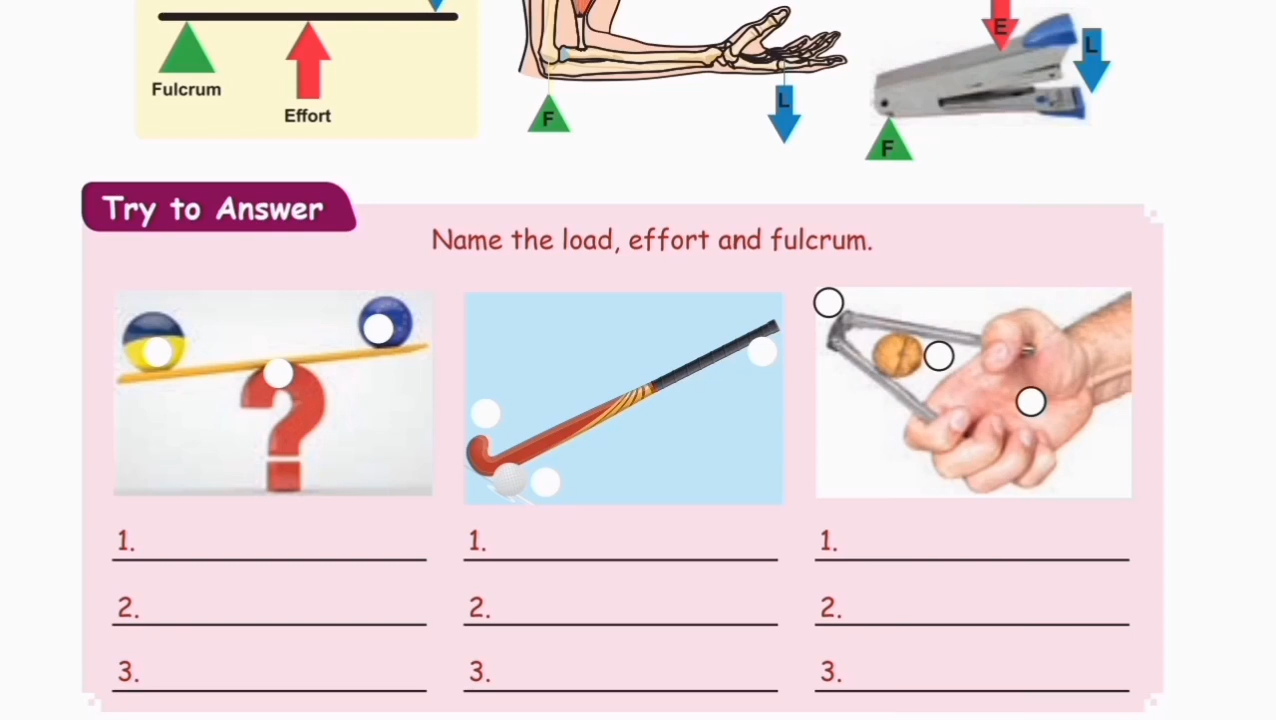 Fulcrum
Effort
F
L
E
L
F
Try to Answer
Name the load, effort and fulcrum.
?
1.
2.
3.
1.
2.
3.
1.
2.
3.